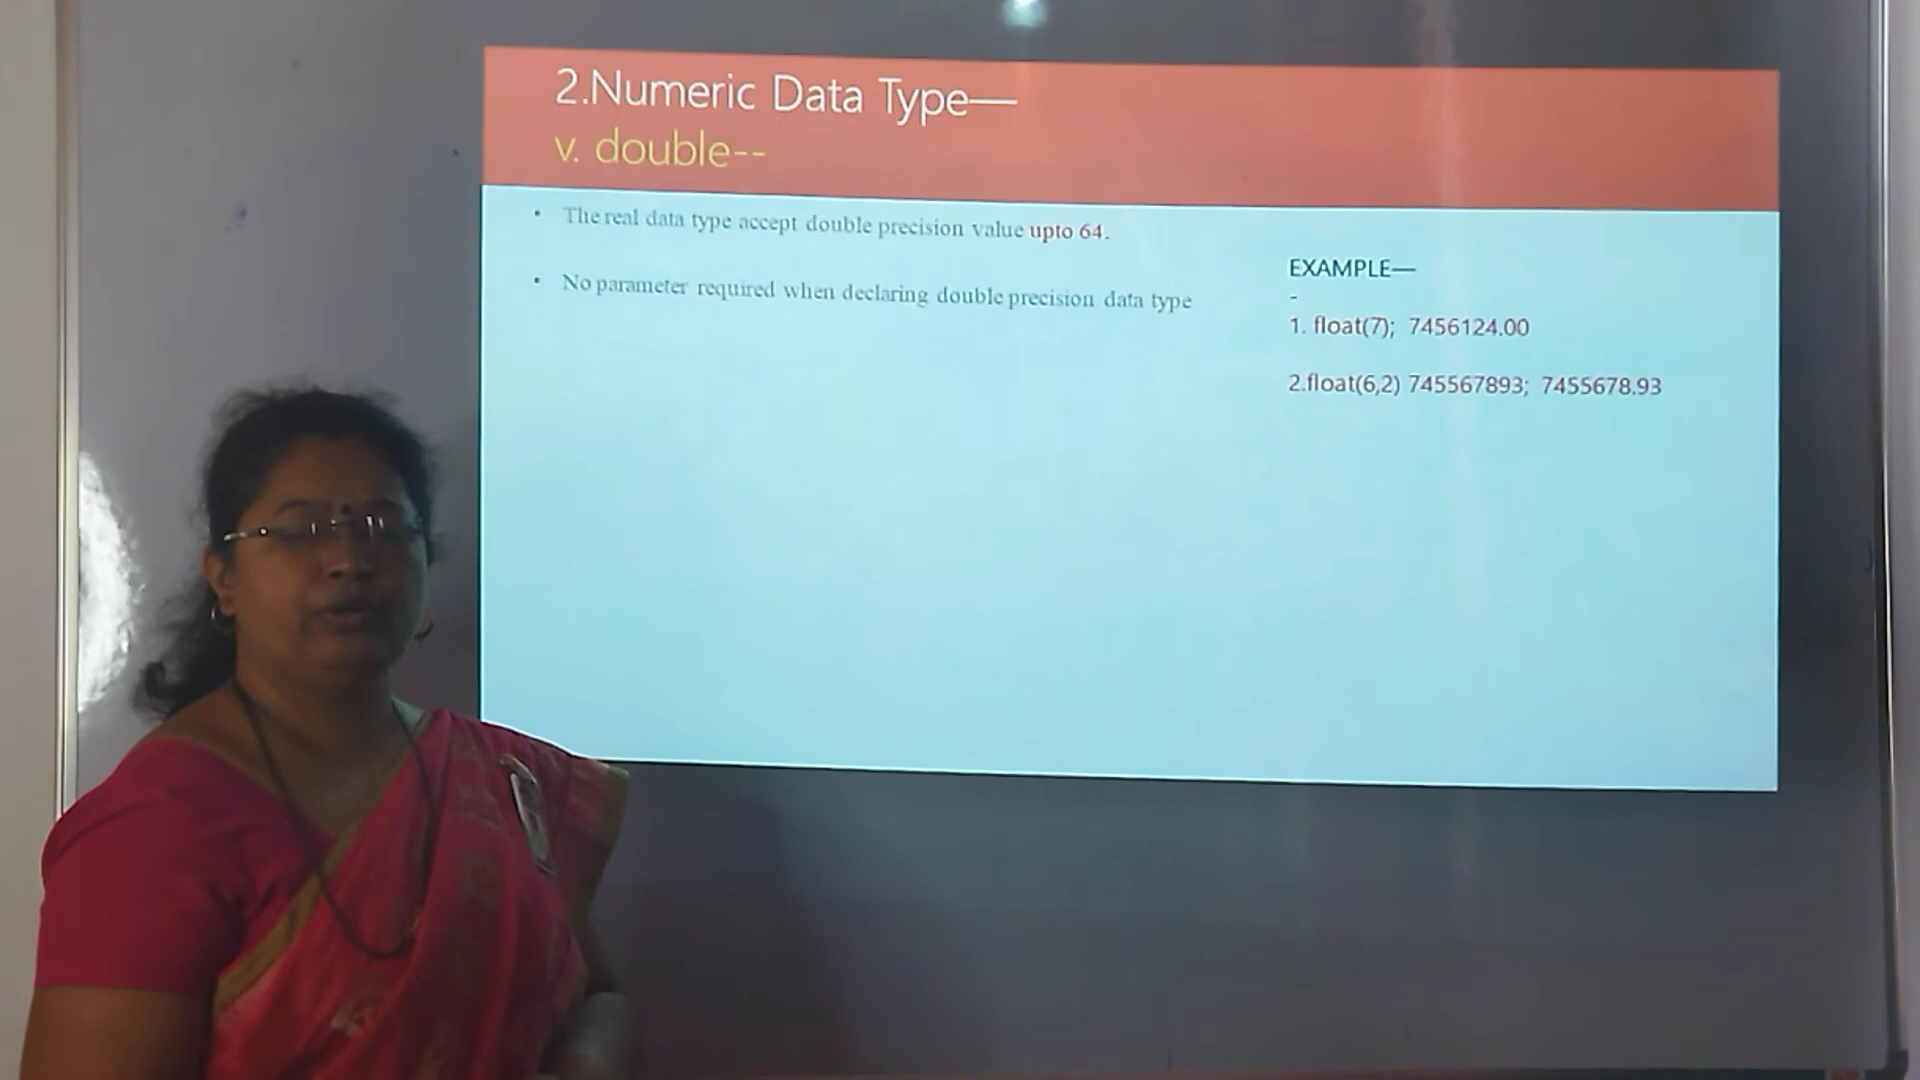 2.Numeric Data Type—
v. double--
• The real data type accept double precision value upto 64.
• No parameter required when declaring double precision data type
EXAMPLE—
-
1. float(7); 7456124.00
2.float(6,2) 745567893; 7455678.93